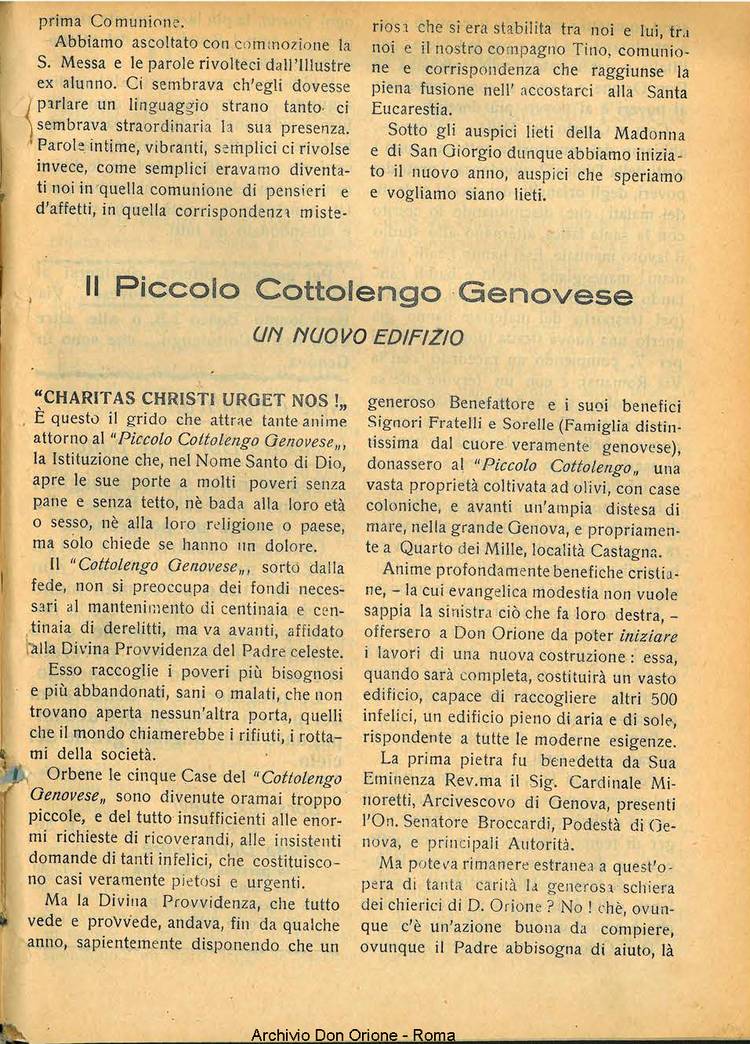 prima Comunione.
Abbiamo ascoltato con commozione la
S. Messa e le parole rivolteci dall'Illustre
ex alunno. Ci sembrava ch'egli dovesse
parlare un linguaggio strano tanto ci
sembrava straordinaria la sua presenza.
Parole intime, vibranti, semplici ci rivolse
invece, come semplici eravamo diventa-
ti noi in quella comunione di pensieri e
d'affetti, in quella corrispondenza miste-
riosa che si era stabilita tra noi e lui, tra
noi e il nostro compagno Tino, comunio-
ne e corrispondenza che raggiunse la
piena fusione nell' accostarci alla Santa
Eucarestia.
Sotto gli auspici lieti della Madonna
e di San Giorgio dunque abbiamo inizia-
to il nuovo anno, auspici che speriamo
e vogliamo siano lieti.
Il Piccolo Cottolengo Genovese
UN NUOVO EDIFIZIO
“CHARITAS CHRISTI URGET NOS !„
È questo il grido che attrae tante anime
attorno al “Piccolo Cottolengo Genovese„,
la Istituzione che, nel Nome Santo di Dio,
apre le sue porte a molti poveri senza
pane e senza tetto, nè bada alla loro età
o sesso, nè alla loro religione o paese,
ma solo chiede se hanno un dolore.
Il “Cottolengo Genovese„, sorto dalla
fede, non si preoccupa dei fondi neces-
sari al mantenimento di centinaia e cen-
tinaia di derelitti, ma va avanti, affidato
alla Divina Provvidenza del Padre celeste.
Esso raccoglie i poveri più bisognosi
e più abbandonati, sani o malati, che non
trovano aperta nessun'altra porta, quelli
che il mondo chiamerebbe i rifiuti, i rotta-
mi della società.
Orbene le cinque Case del “Cottolengo
Genovese„ sono divenute oramai troppo
piccole, e del tutto insufficienti alle enor-
mi richieste di ricoverandi, alle insistenti
domande di tanti infelici, che costituisco-
no casi veramente pietosi e urgenti.
Ma la Divina Provvidenza, che tutto
vede e provvede, andava, fin da qualche
anno, sapientemente disponendo che un
generoso Benefattore e i suoi benefici
Signori Fratelli e Sorelle (Famiglia distin-
tissima dal cuore veramente genovese),
donassero al “Piccolo Cottolengo„ una
vasta proprietà coltivata ad olivi, con case
coloniche, e avanti un'ampia distesa di
mare, nella grande Genova, e propriamen-
te a Quarto dei Mille, località Castagna.
Anime profondamente benefiche cristia-
ne, – la cui evangelica modestia non vuole
sappia la sinistra ciò che fa loro destra, –
offersero a Don Orione da poter iniziare
i lavori di una nuova costruzione : essa,
quando sarà completa, costituirà un vasto
edificio, capace di raccogliere altri 500
infelici, un edificio pieno di aria e di sole,
rispondente a tutte le moderne esigenze.
La prima pietra fu benedetta da Sua
Eminenza Rev.ma il Sig. Cardinale Mi-
noretti, Arcivescovo di Genova, presenti
l'On. Senatore Broccardi, Podestà di Ge-
nova, e principali Autorità.
Ma poteva rimanere estranea a quest'o-
pera di tanta carità la generosa schiera
dei chierici di D. Orione ? No ! chè, ovun-
que c'è un'azione buona da compiere,
ovunque il Padre abbisogna di aiuto, là
Archivio Don Orione - Roma